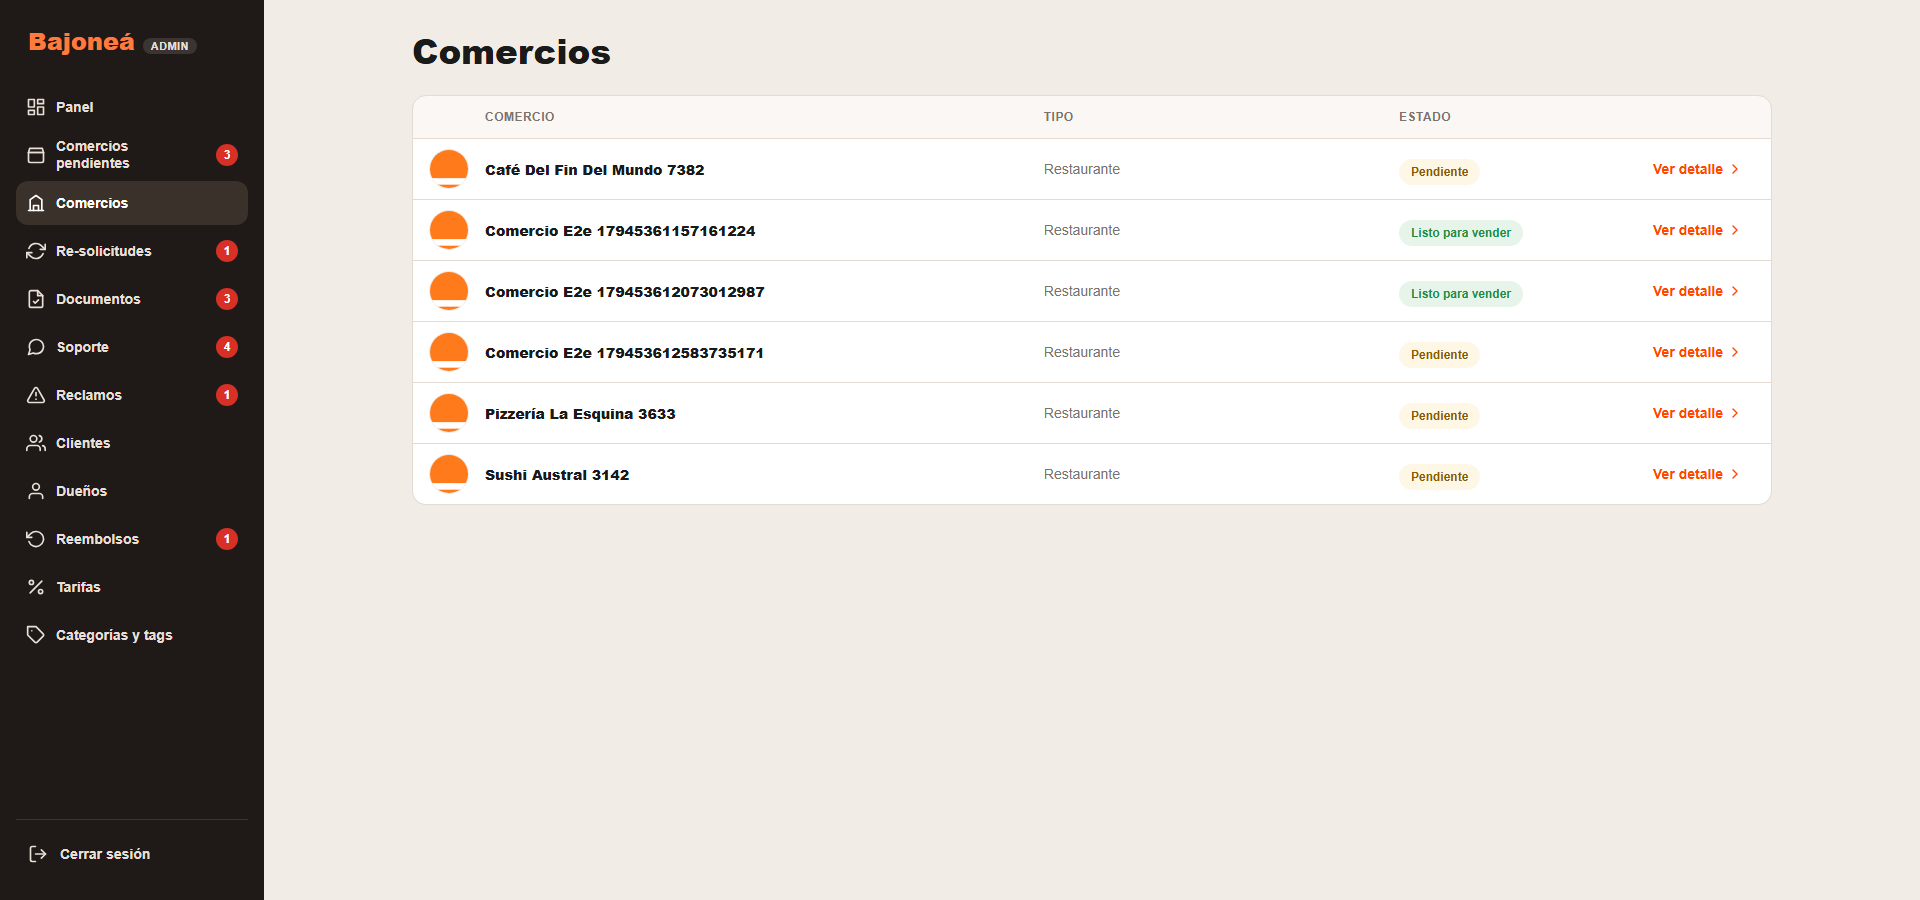 Bajoneá ADMIN
Panel
Comercios
pendientes 3
Comercios
Re-solicitudes 1
Documentos 3
Soporte 4
Reclamos 1
Clientes
Dueños
Reembolsos 1
Tarifas
Categorías y tags
Cerrar sesión
Comercios
COMERCIO TIPO ESTADO
Café Del Fin Del Mundo 7382 Restaurante Pendiente Ver detalle
Comercio E2e 17945361157161224 Restaurante Listo para vender Ver detalle
Comercio E2e 179453612073012987 Restaurante Listo para vender Ver detalle
Comercio E2e 179453612583735171 Restaurante Pendiente Ver detalle
Pizzería La Esquina 3633 Restaurante Pendiente Ver detalle
Sushi Austral 3142 Restaurante Pendiente Ver detalle